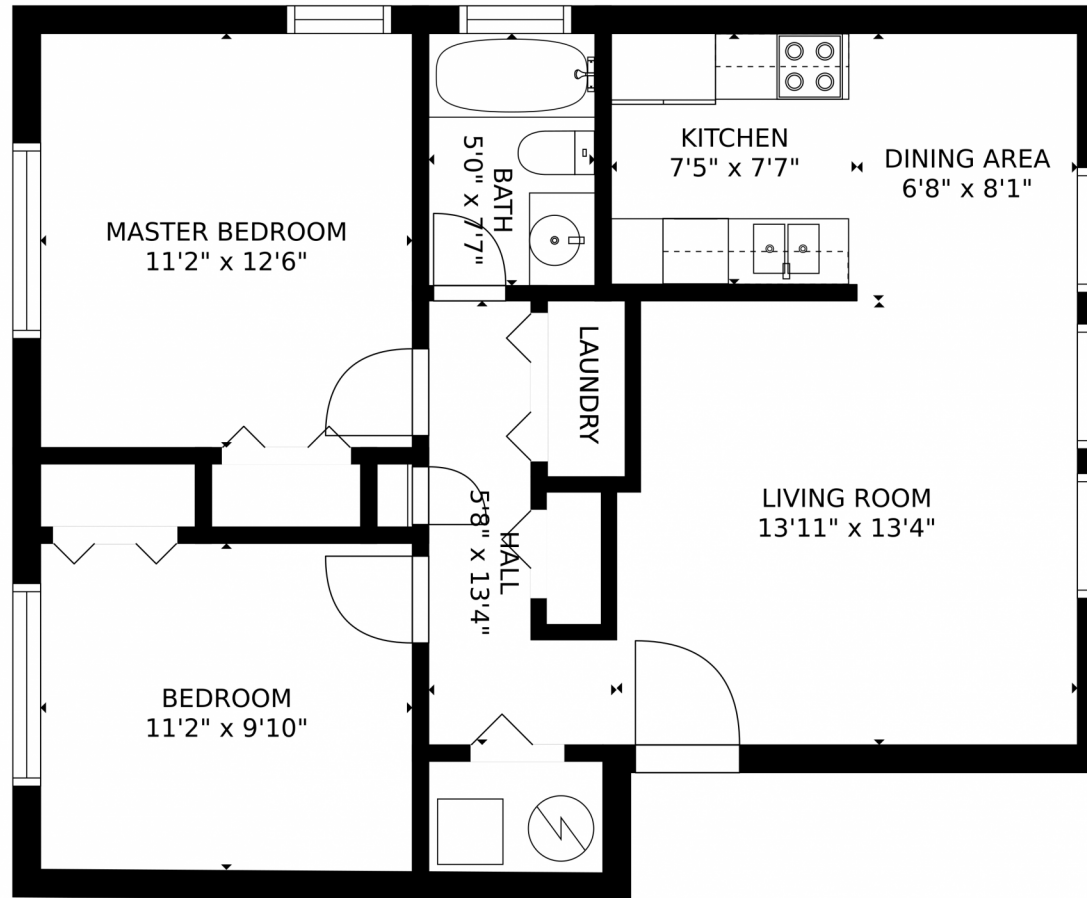 MASTER BEDROOM
11'2" x 12'6"
BATH
5'0" x 7'7"
KITCHEN
7'5" x 7'7"
DINING AREA
6'8" x 8'1"
LAUNDRY
HALL
5'8" x 13'4"
LIVING ROOM
13'11" x 13'4"
BEDROOM
11'2" x 9'10"